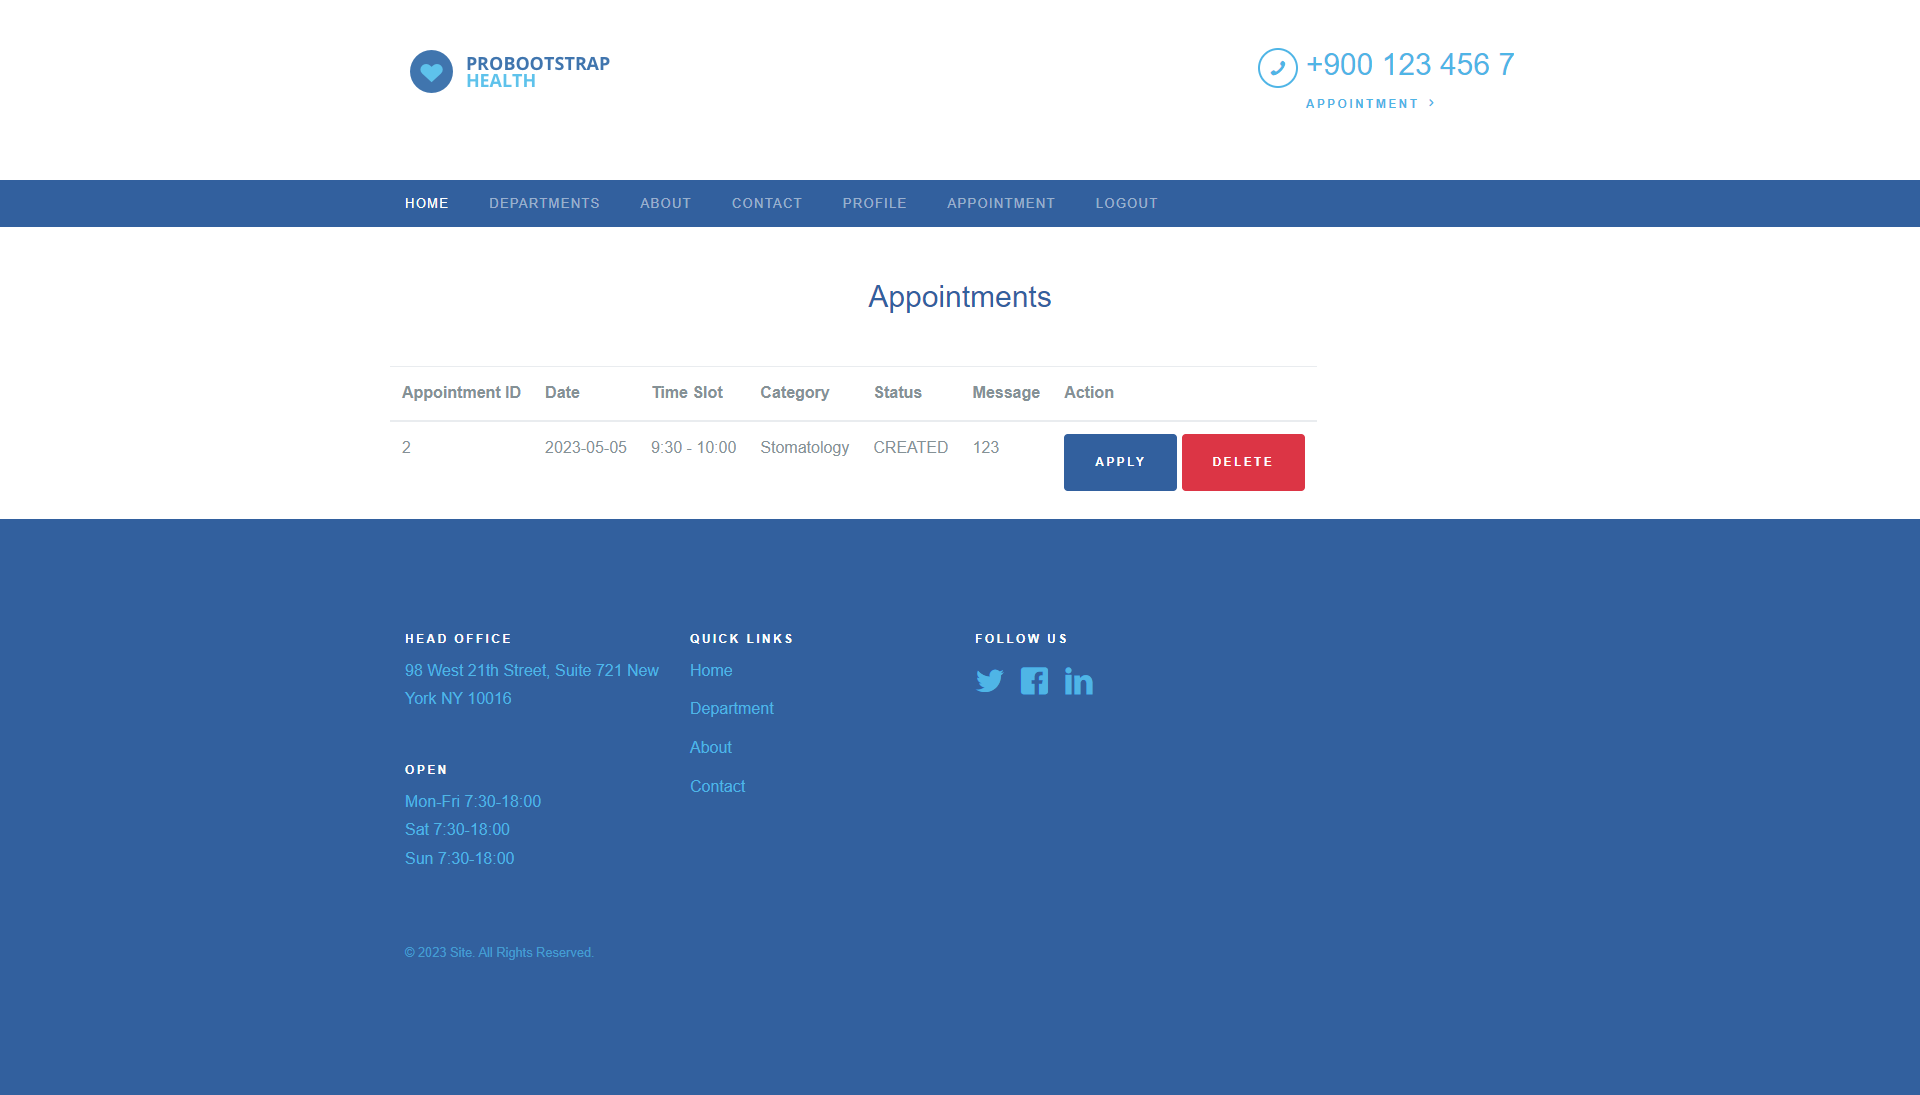 PROBOOTSTRAP
HEALTH
+900 123 456 7
APPOINTMENT
HOME DEPARTMENTS ABOUT CONTACT PROFILE APPOINTMENT LOGOUT
Appointments
Appointment ID Date Time Slot Category Status Message Action
2 2023-05-05 9:30 - 10:00 Stomatology CREATED 123 APPLY DELETE
HEAD OFFICE
98 West 21th Street, Suite 721 New
York NY 10016
OPEN
Mon-Fri 7:30-18:00
Sat 7:30-18:00
Sun 7:30-18:00
QUICK LINKS
Home
Department
About
Contact
FOLLOW US
© 2023 Site. All Rights Reserved.